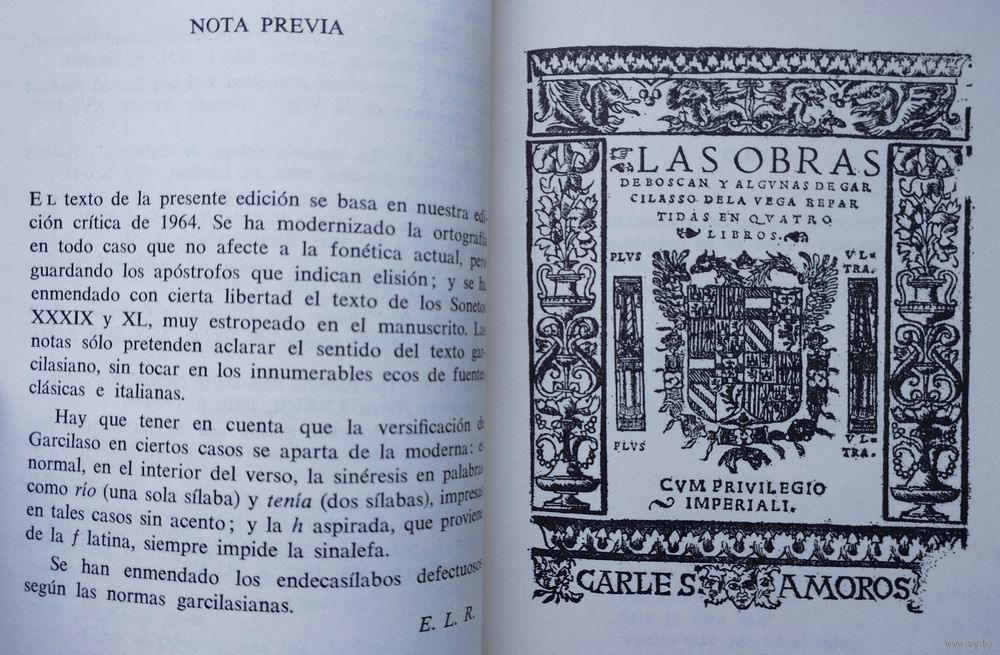 NOTA PREVIA
EL texto de la presente edición se basa en nuestra edi-
ción crítica de 1964. Se ha modernizado la ortografía
en todo caso que no afecte a la fonética actual, pero
guardando los apóstrofos que indican elisión; y se ha
enmendado con cierta libertad el texto de los Sonetos
XXXIX y XL, muy estropeado en el manuscrito. Las
notas sólo pretenden aclarar el sentido del texto gar-
cilasiano, sin tocar en los innumerables ecos de fuentes
clásicas e italianas.
Hay que tener en cuenta que la versificación de
Garcilaso en ciertos casos se aparta de la moderna: es
normal, en el interior del verso, la sinéresis en palabras
como río (una sola sílaba) y tenía (dos sílabas), impresas
en tales casos sin acento; y la h aspirada, que proviene
de la f latina, siempre impide la sinalefa.
Se han enmendado los endecasílabos defectuosos
según las normas garcilasianas.
E. L. R.
LAS OBRAS
DE BOSCAN Y ALGVNAS DE GAR
CILASSO DELA VEGA REPAR
TIDAS EN QVATRO
LIBROS.
PLVS VL-
TRA.
PLVS VL-
TRA.
CVM PRIVILEGIO
IMPERIALI.
CARLES AMOROS
www.ay.by